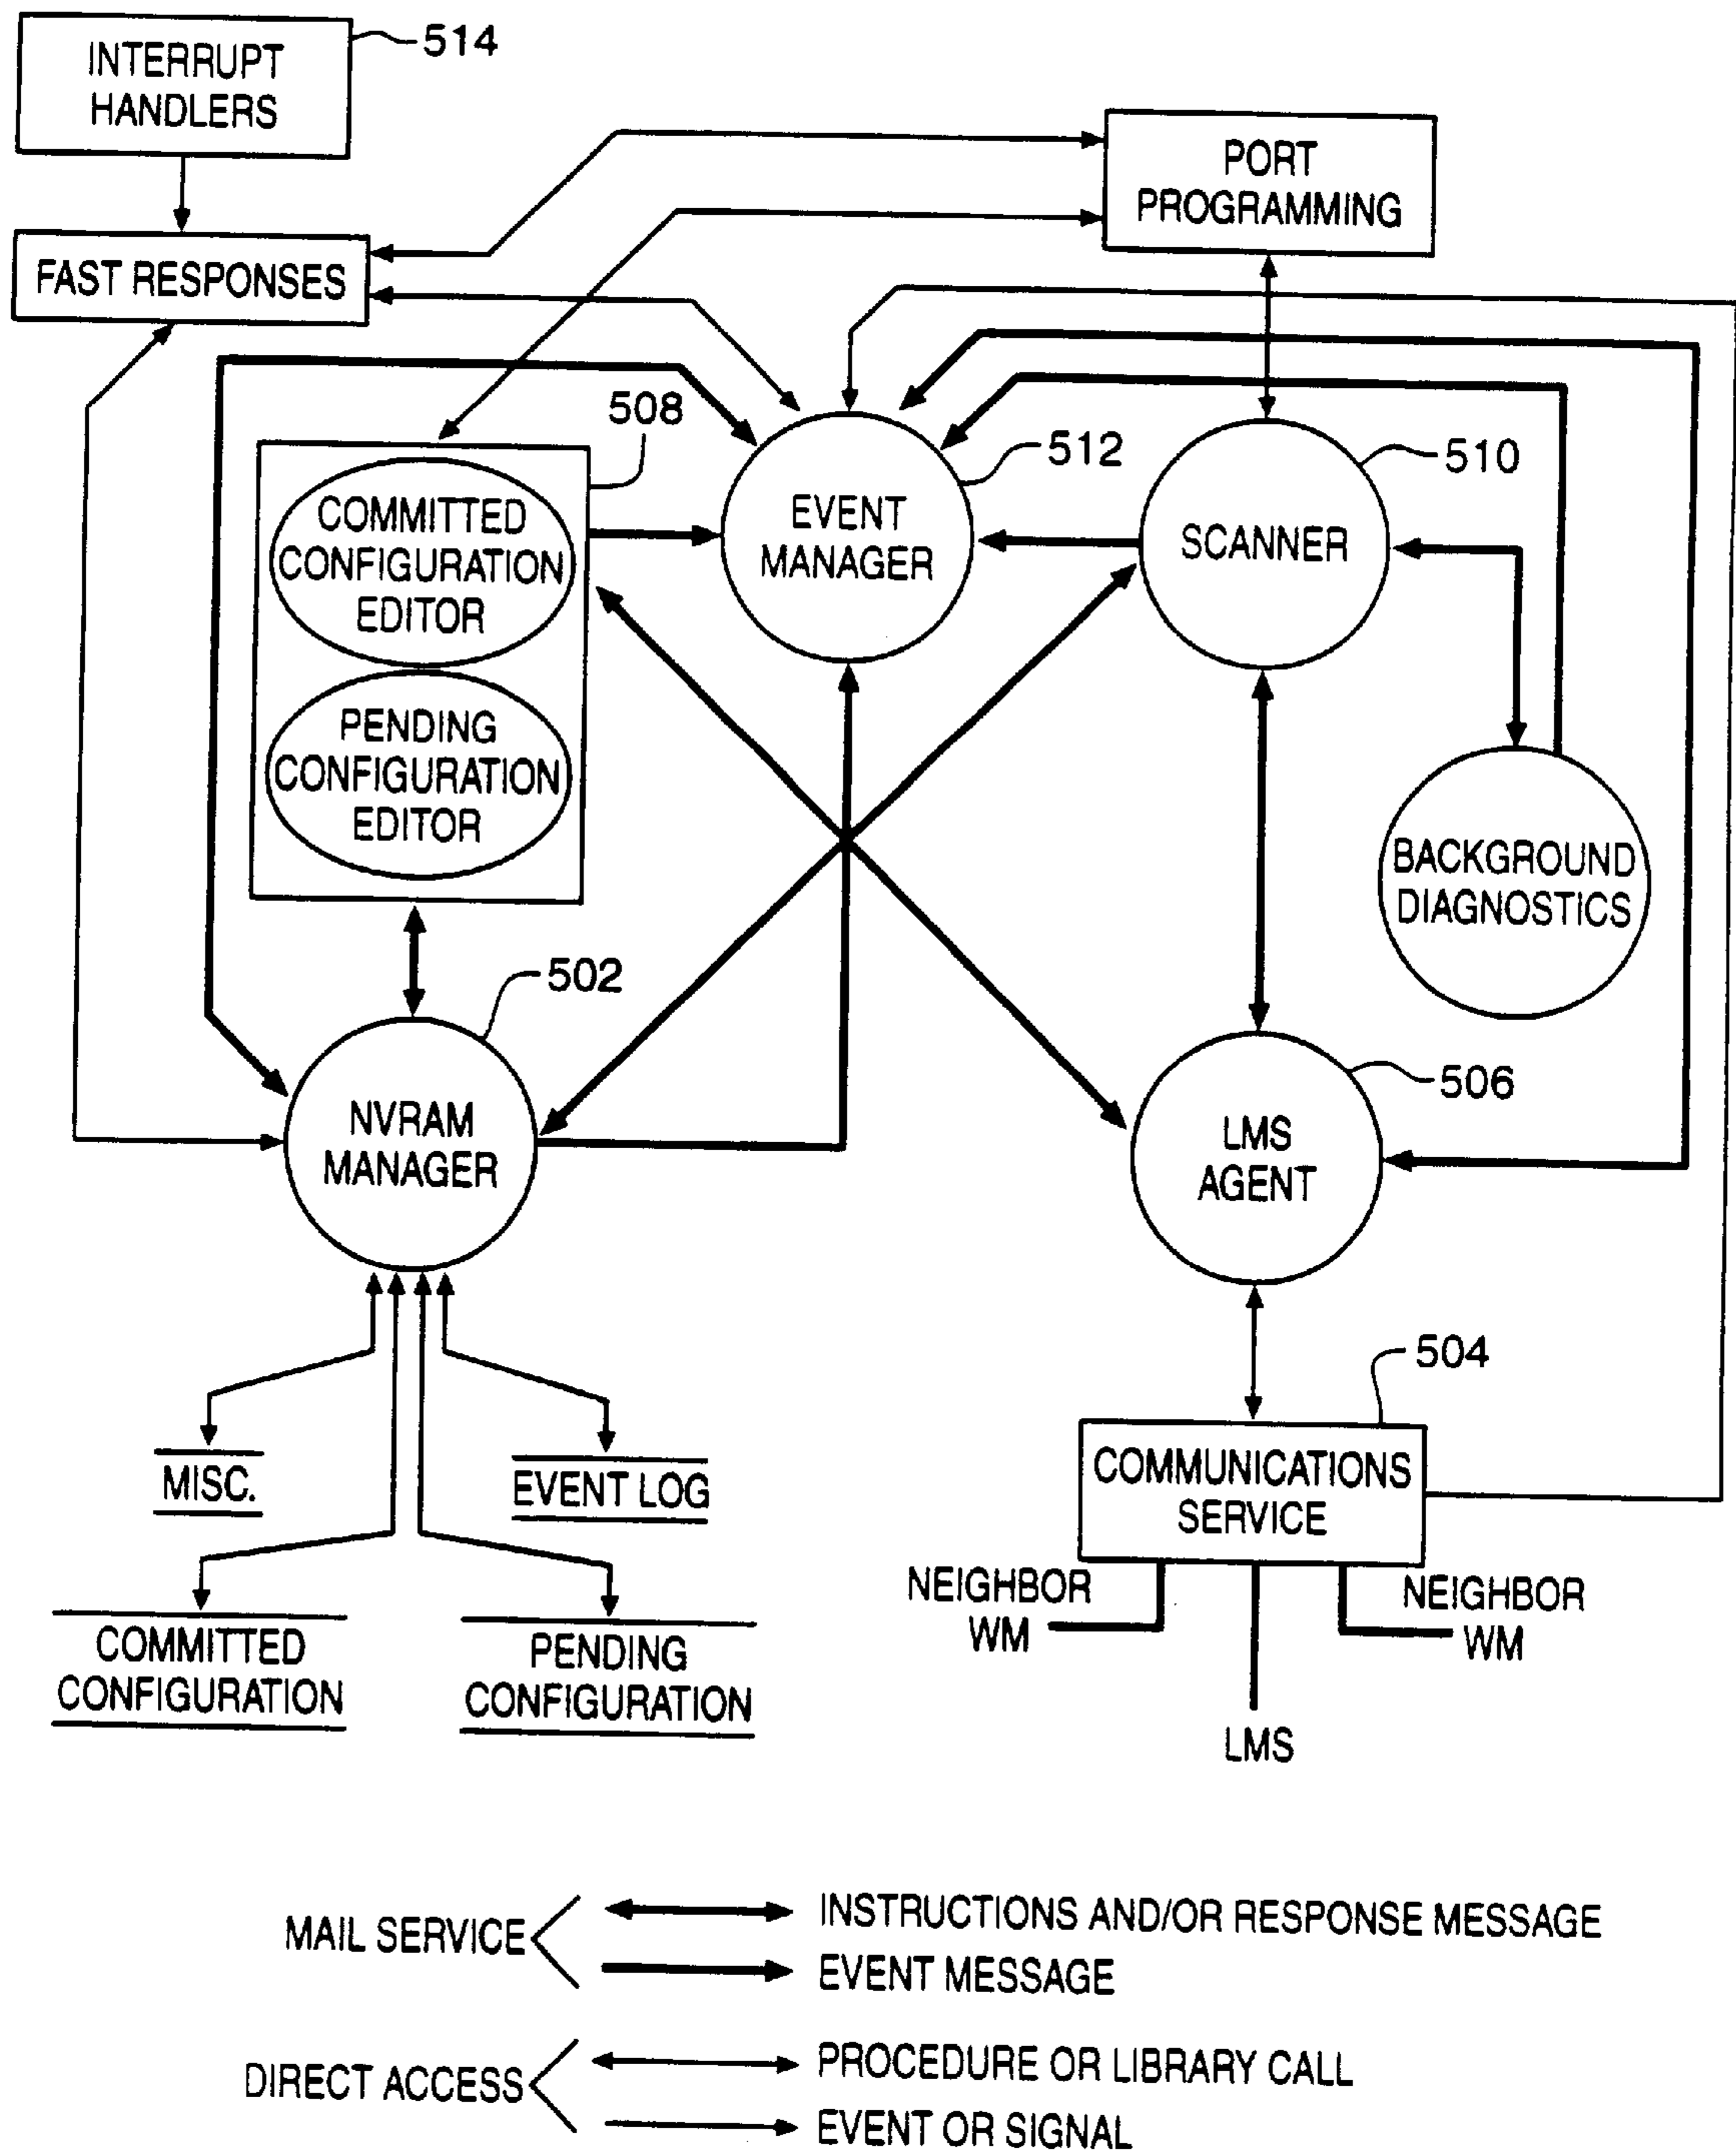 INTERRUPT
HANDLERS
514
PORT
PROGRAMMING
FAST RESPONSES
508
512
510
COMMITTED
CONFIGURATION
EDITOR
EVENT
MANAGER
SCANNER
PENDING
CONFIGURATION
EDITOR
BACKGROUND
DIAGNOSTICS
502
506
NVRAM
MANAGER
LMS
AGENT
504
MISC.
EVENT LOG
COMMUNICATIONS
SERVICE
NEIGHBOR
WM
NEIGHBOR
WM
COMMITTED
CONFIGURATION
PENDING
CONFIGURATION
LMS
MAIL SERVICE
INSTRUCTIONS AND/OR RESPONSE MESSAGE
EVENT MESSAGE
DIRECT ACCESS
PROCEDURE OR LIBRARY CALL
EVENT OR SIGNAL